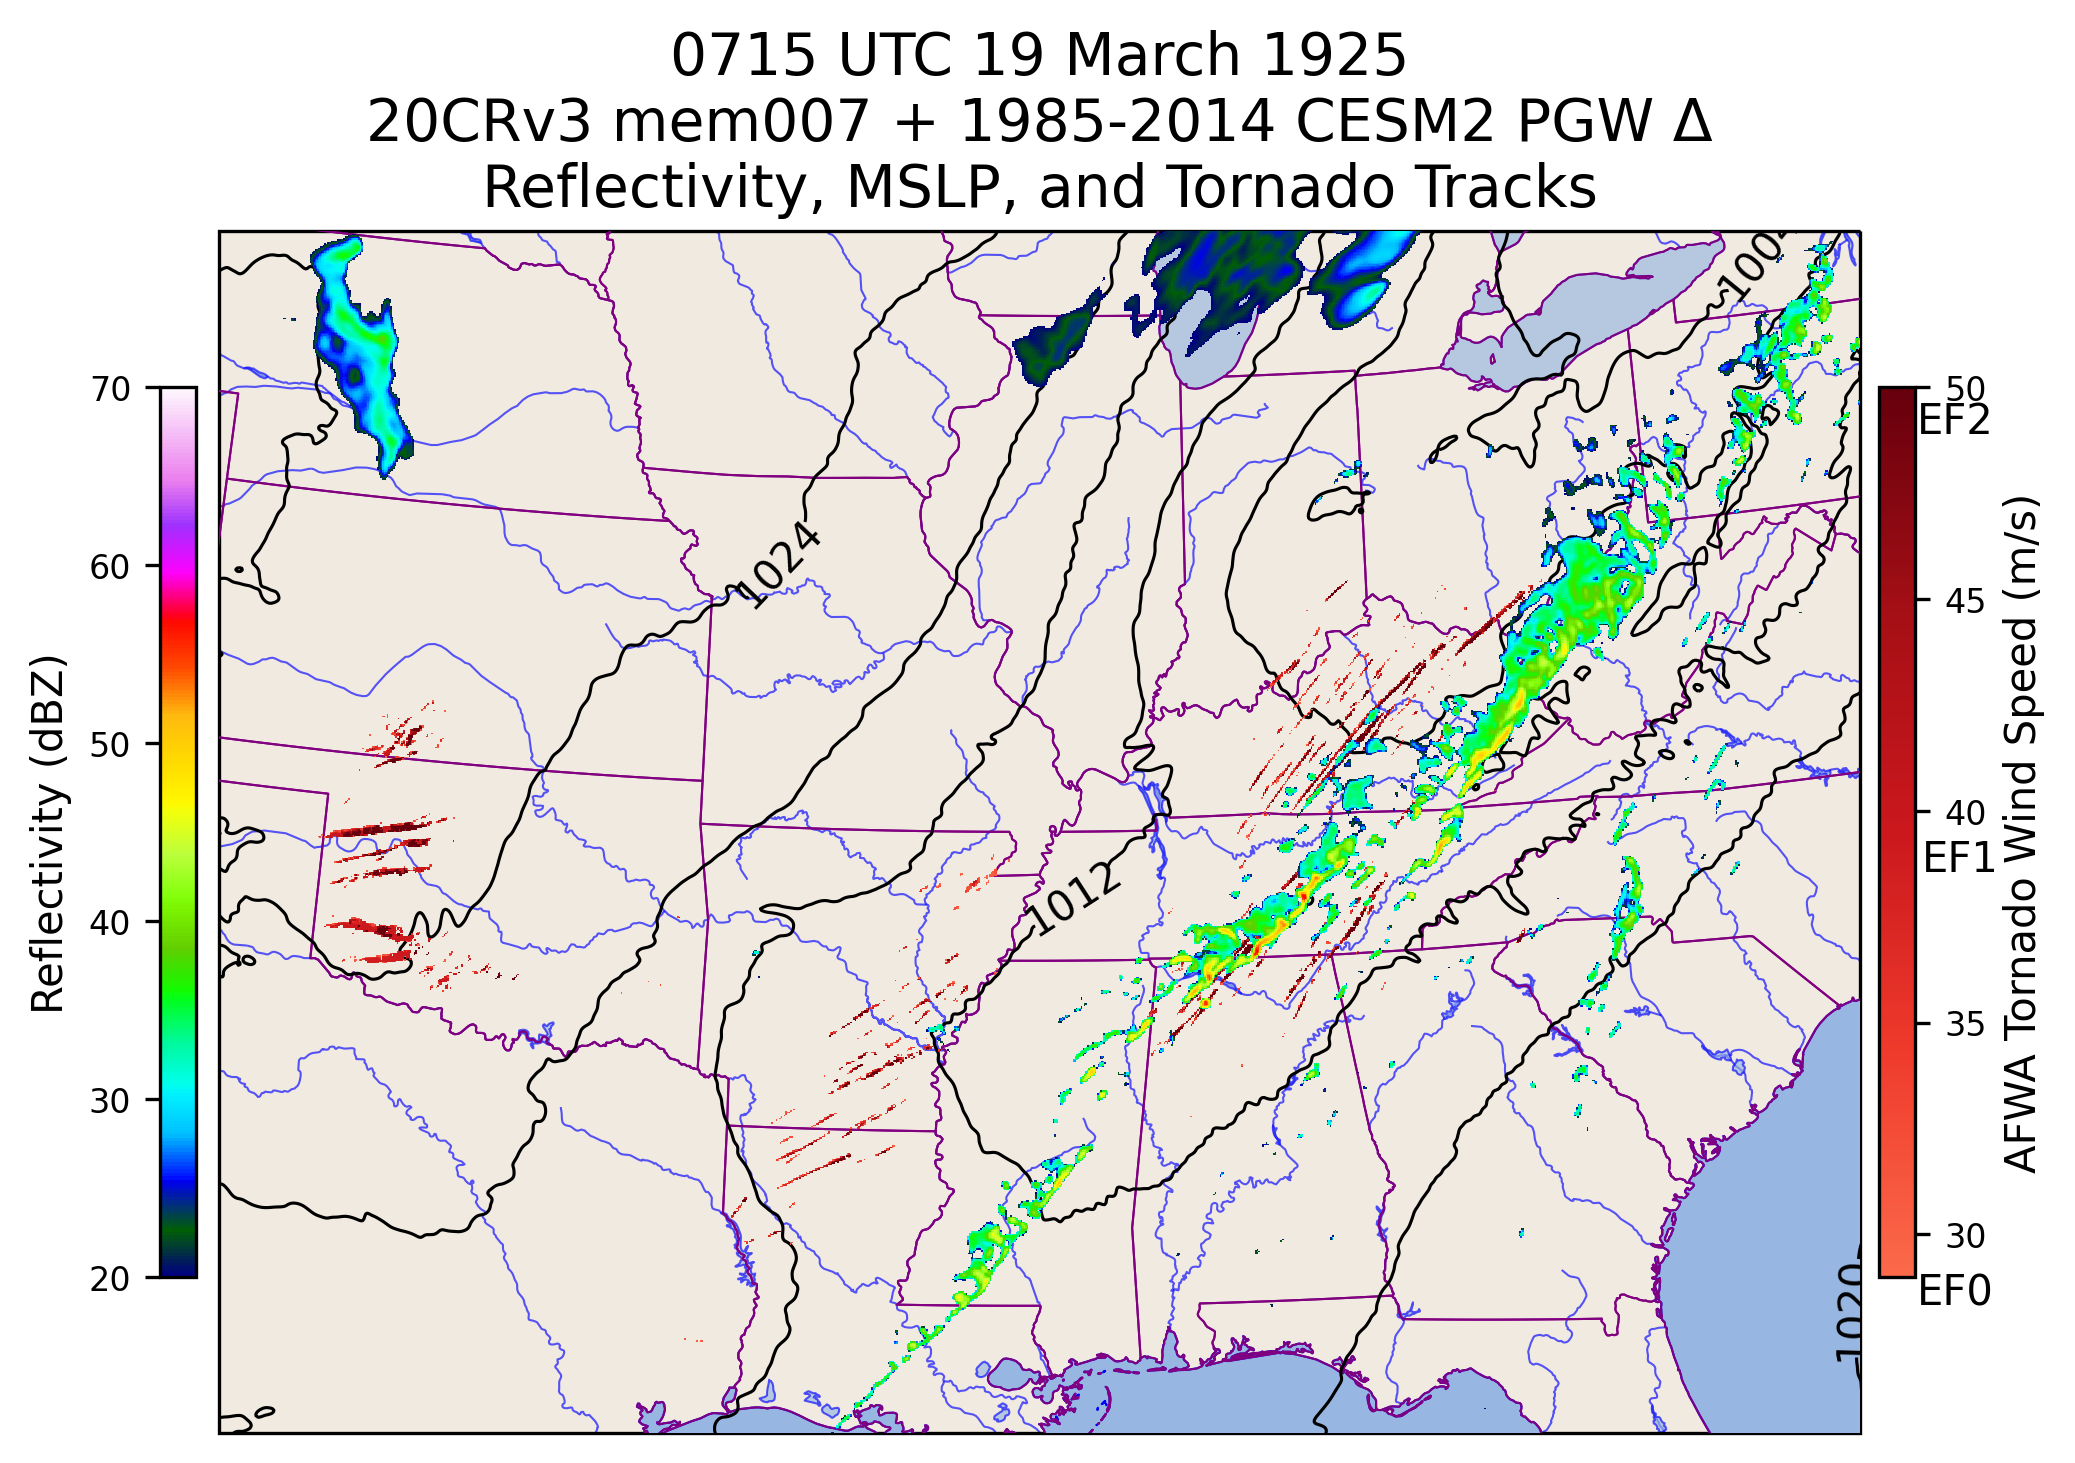 0715 UTC 19 March 1925
20CRv3 mem007 + 1985-2014 CESM2 PGW Δ
Reflectivity, MSLP, and Tornado Tracks
Reflectivity (dBZ)
70
60
50
40
30
20
1024
1012
1004
1020
50
EF2
45
40
EF1
35
30
EF0
AFWA Tornado Wind Speed (m/s)